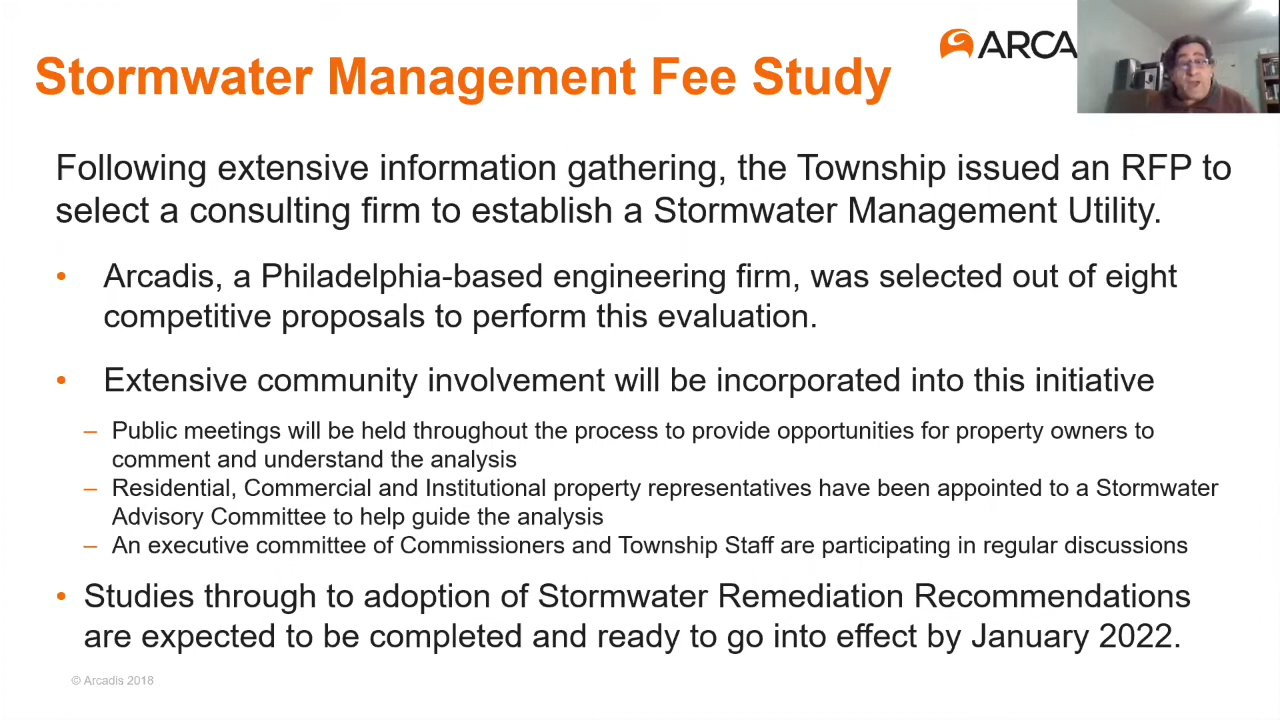 Stormwater Management Fee Study
ARCA
Following extensive information gathering, the Township issued an RFP to
select a consulting firm to establish a Stormwater Management Utility.
• Arcadis, a Philadelphia-based engineering firm, was selected out of eight
competitive proposals to perform this evaluation.
• Extensive community involvement will be incorporated into this initiative
– Public meetings will be held throughout the process to provide opportunities for property owners to
comment and understand the analysis
– Residential, Commercial and Institutional property representatives have been appointed to a Stormwater
Advisory Committee to help guide the analysis
– An executive committee of Commissioners and Township Staff are participating in regular discussions
• Studies through to adoption of Stormwater Remediation Recommendations
are expected to be completed and ready to go into effect by January 2022.
© Arcadis 2018